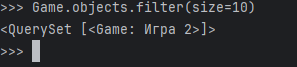 >>> Game.objects.filter(size=10)
<QuerySet [<Game: Игра 2>]>
>>>